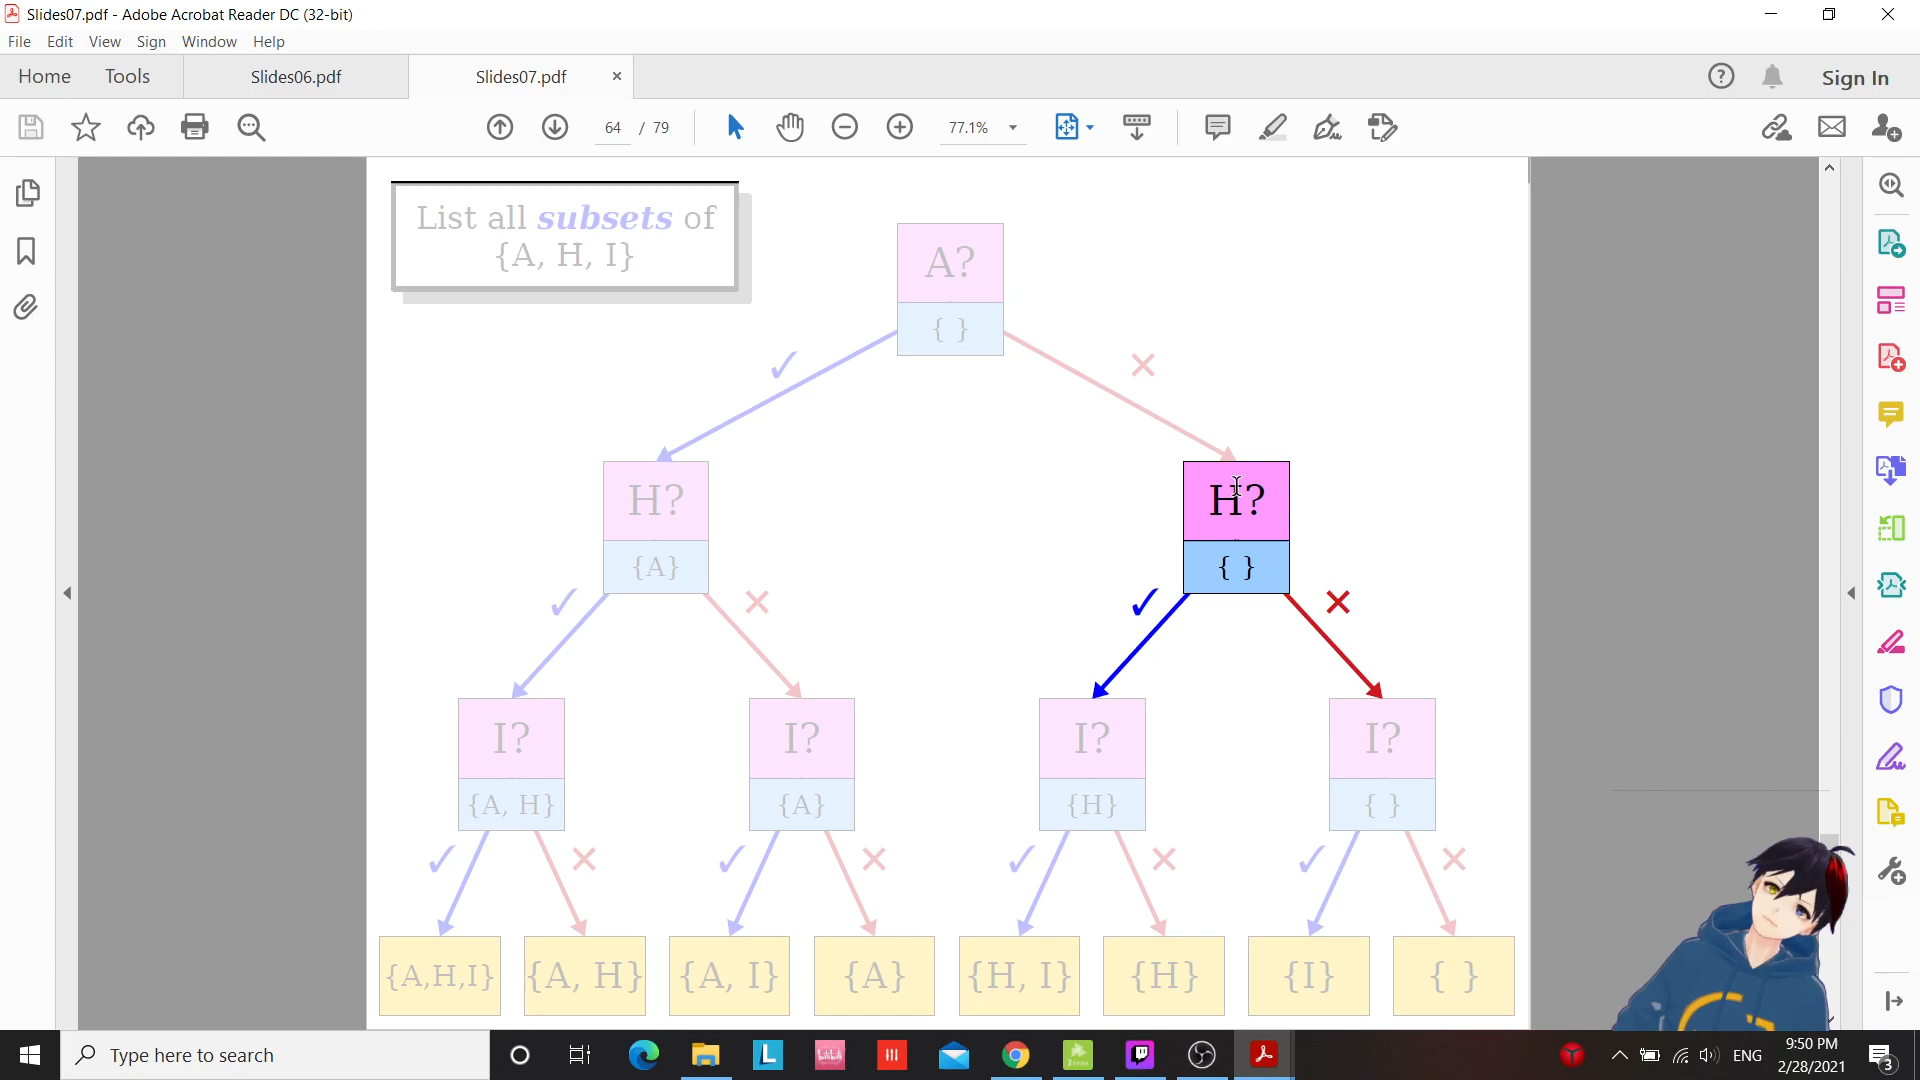 Slides07.pdf - Adobe Acrobat Reader DC (32-bit)
File Edit View Sign Window Help
Home Tools Slides06.pdf Slides07.pdf × ? Sign In
64 / 79 77.1%
List all subsets of
{A, H, I}
A?
{ }
✓ ✕
H? H?
{A} { }
✓ ✕ ✓ ✕
I? I? I? I?
{A, H} {A} {H} { }
✓ ✕ ✓ ✕ ✓ ✕ ✓ ✕
{A,H,I} {A, H} {A, I} {A} {H, I} {H} {I} { }
Type here to search
L
ENG
9:50 PM
2/28/2021
3